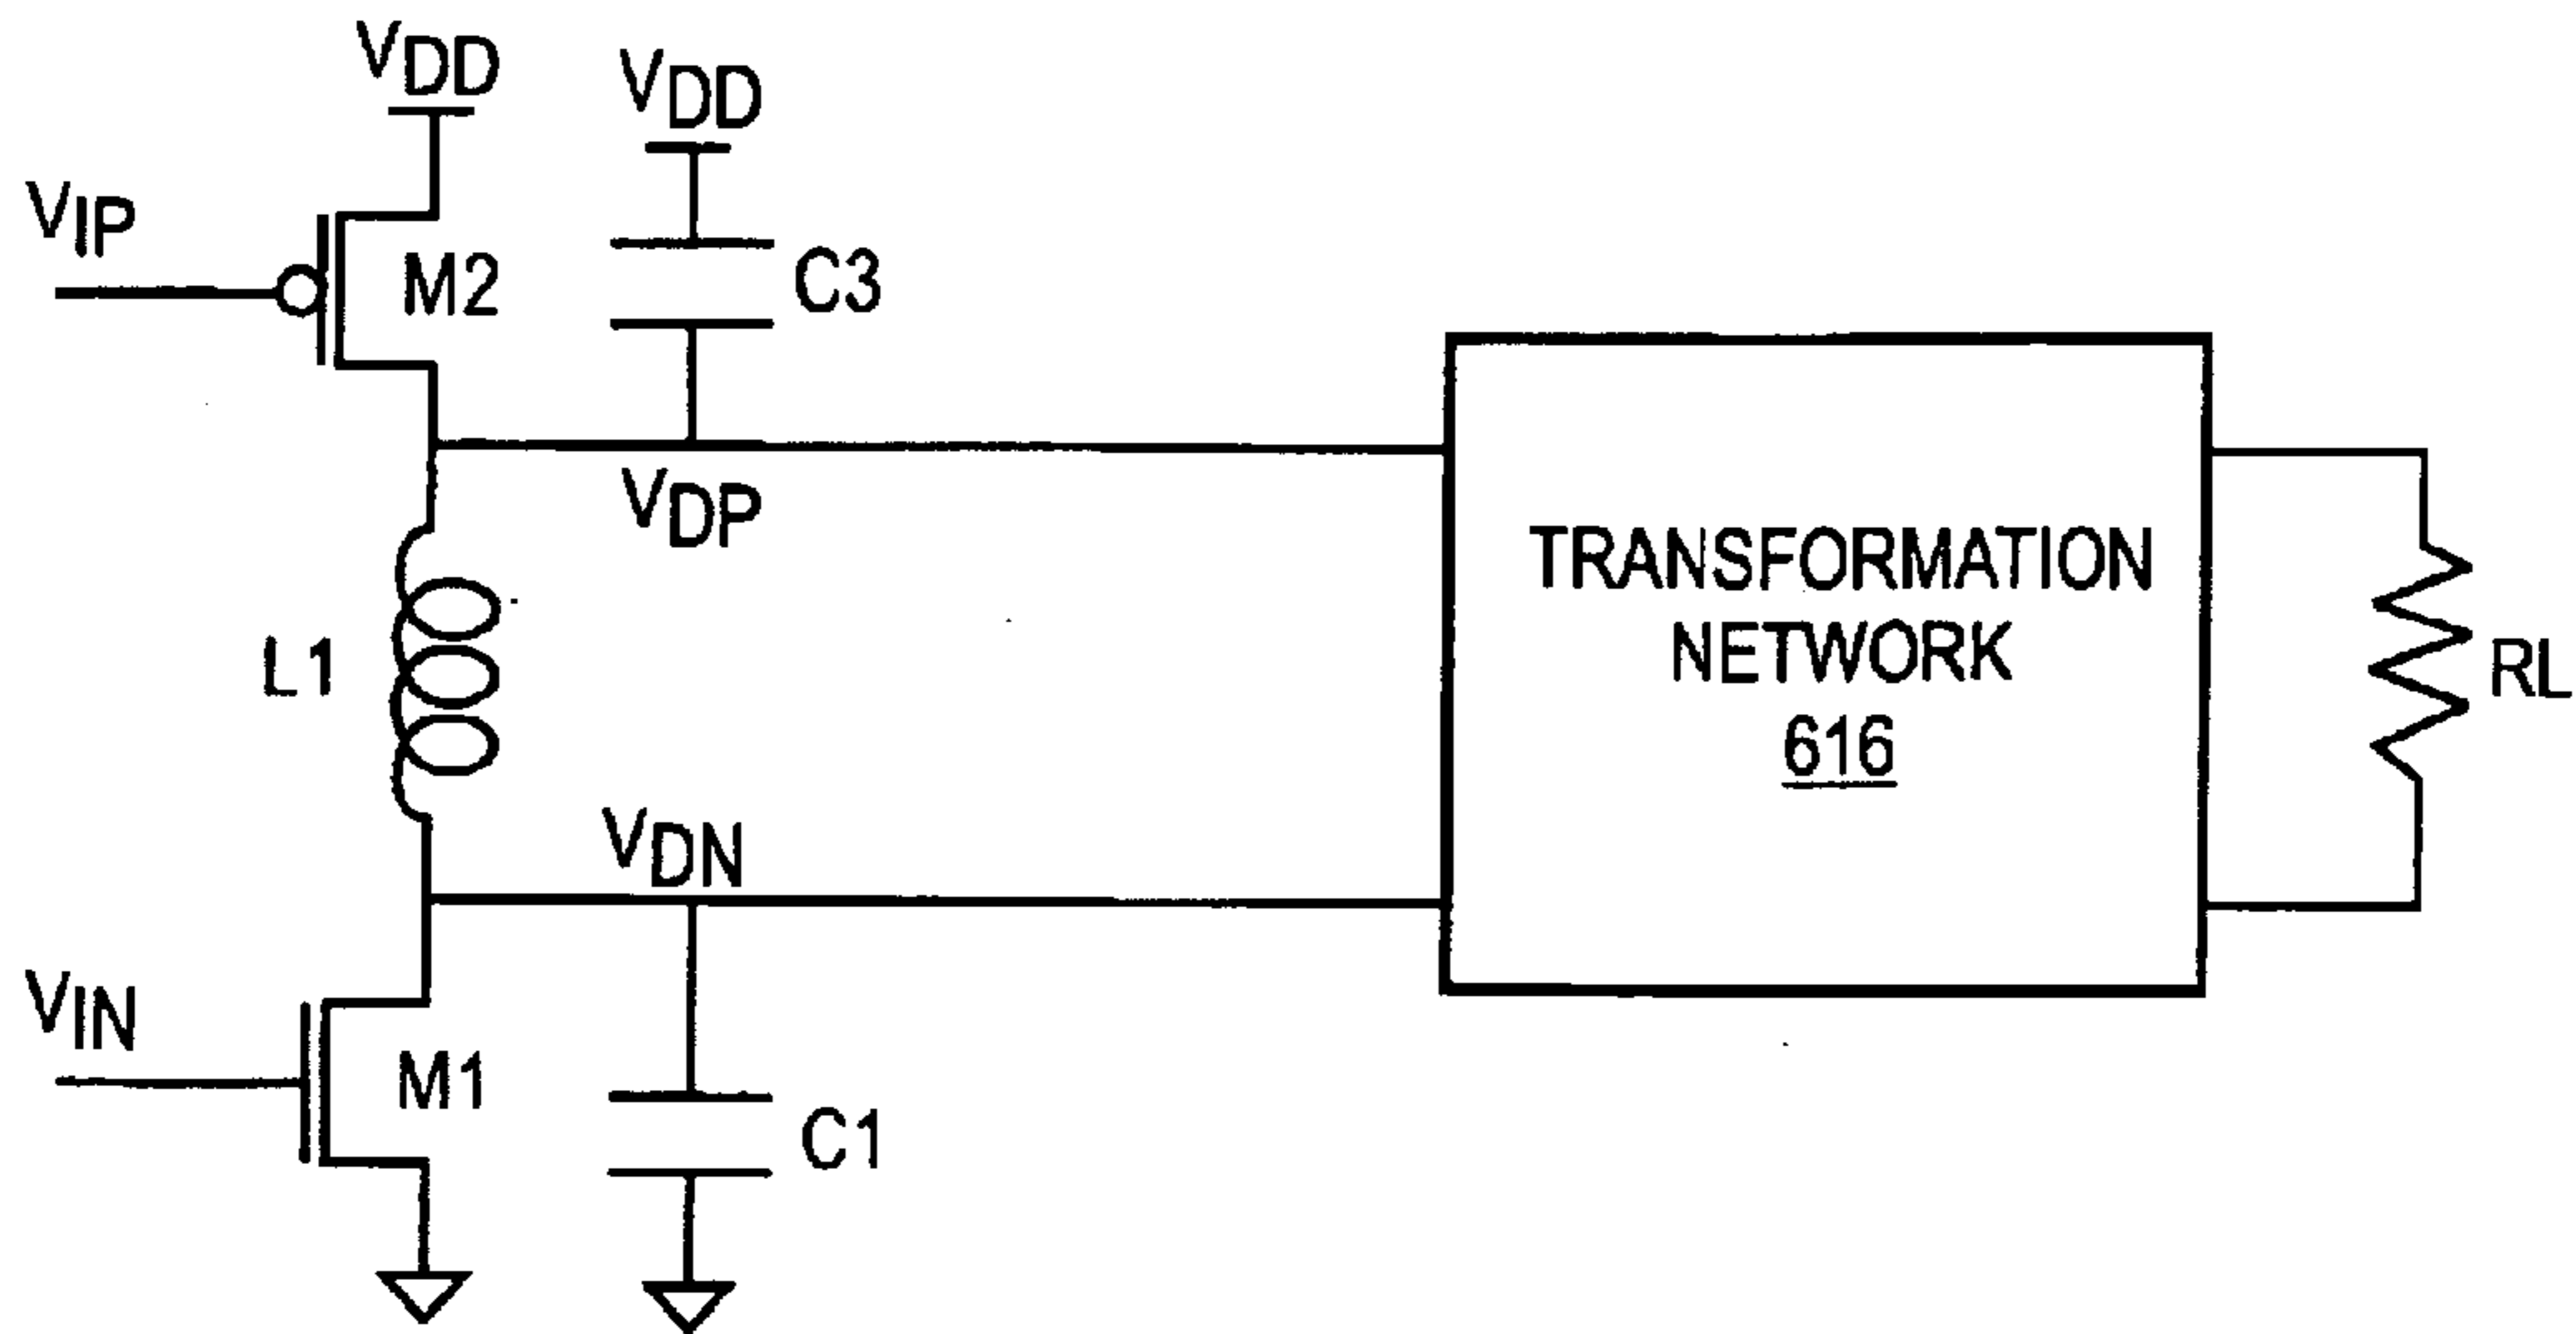 VDD
VDD
VIP
M2
C3
VDP
TRANSFORMATION
NETWORK
616
L1
RL
VDN
VIN
M1
C1